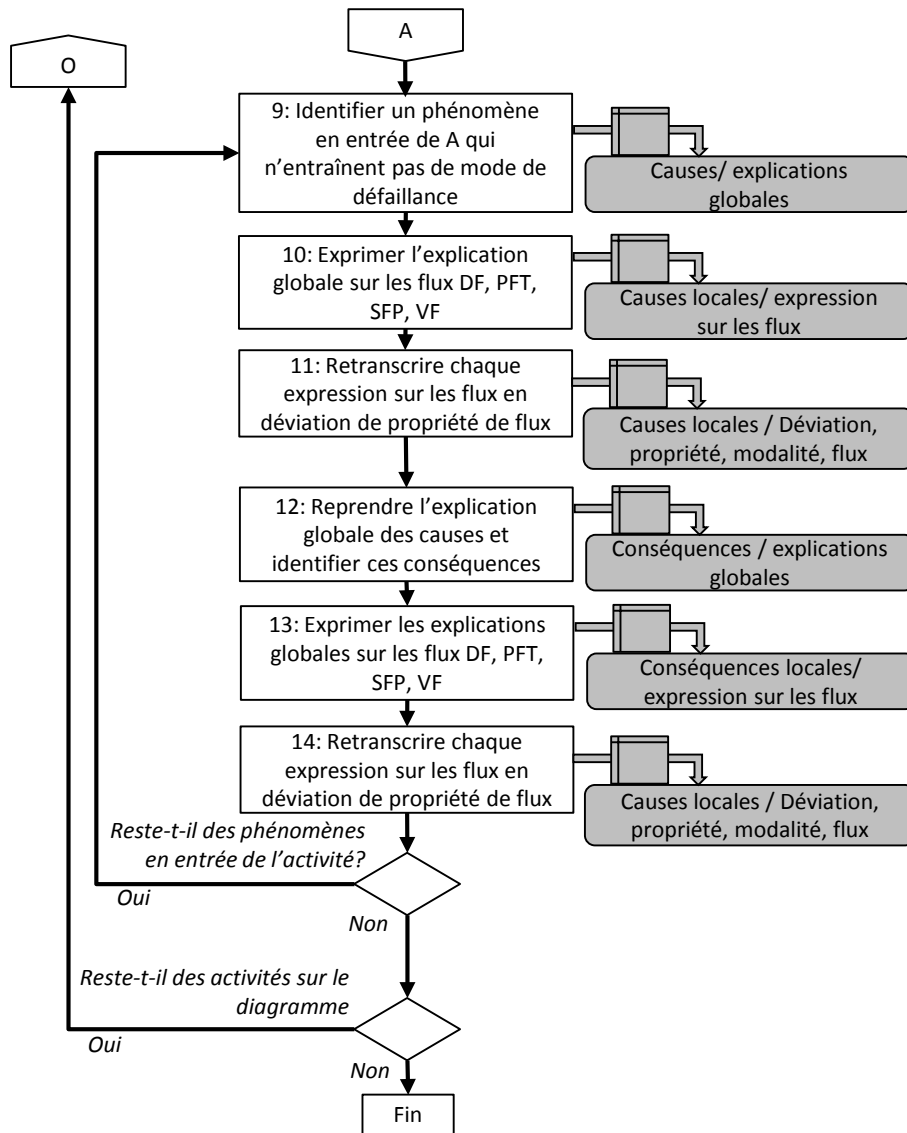 A
O
9: Identifier un phénomène
en entrée de A qui
n'entraînent pas de mode de
défaillance
Causes/ explications
globales
10: Exprimer l'explication
globale sur les flux DF, PFT,
SFP, VF
Causes locales/ expression
sur les flux
11: Retranscrire chaque
expression sur les flux en
déviation de propriété de flux
Causes locales / Déviation,
propriété, modalité, flux
12: Reprendre l'explication
globale des causes et
identifier ces conséquences
Conséquences / explications
globales
13: Exprimer les explications
globales sur les flux DF, PFT,
SFP, VF
Conséquences locales/
expression sur les flux
14: Retranscrire chaque
expression sur les flux en
déviation de propriété de flux
Causes locales / Déviation,
propriété, modalité, flux
Reste-t-il des phénomènes
en entrée de l'activité?
Oui
Non
Reste-t-il des activités sur le
diagramme
Oui
Non
Fin